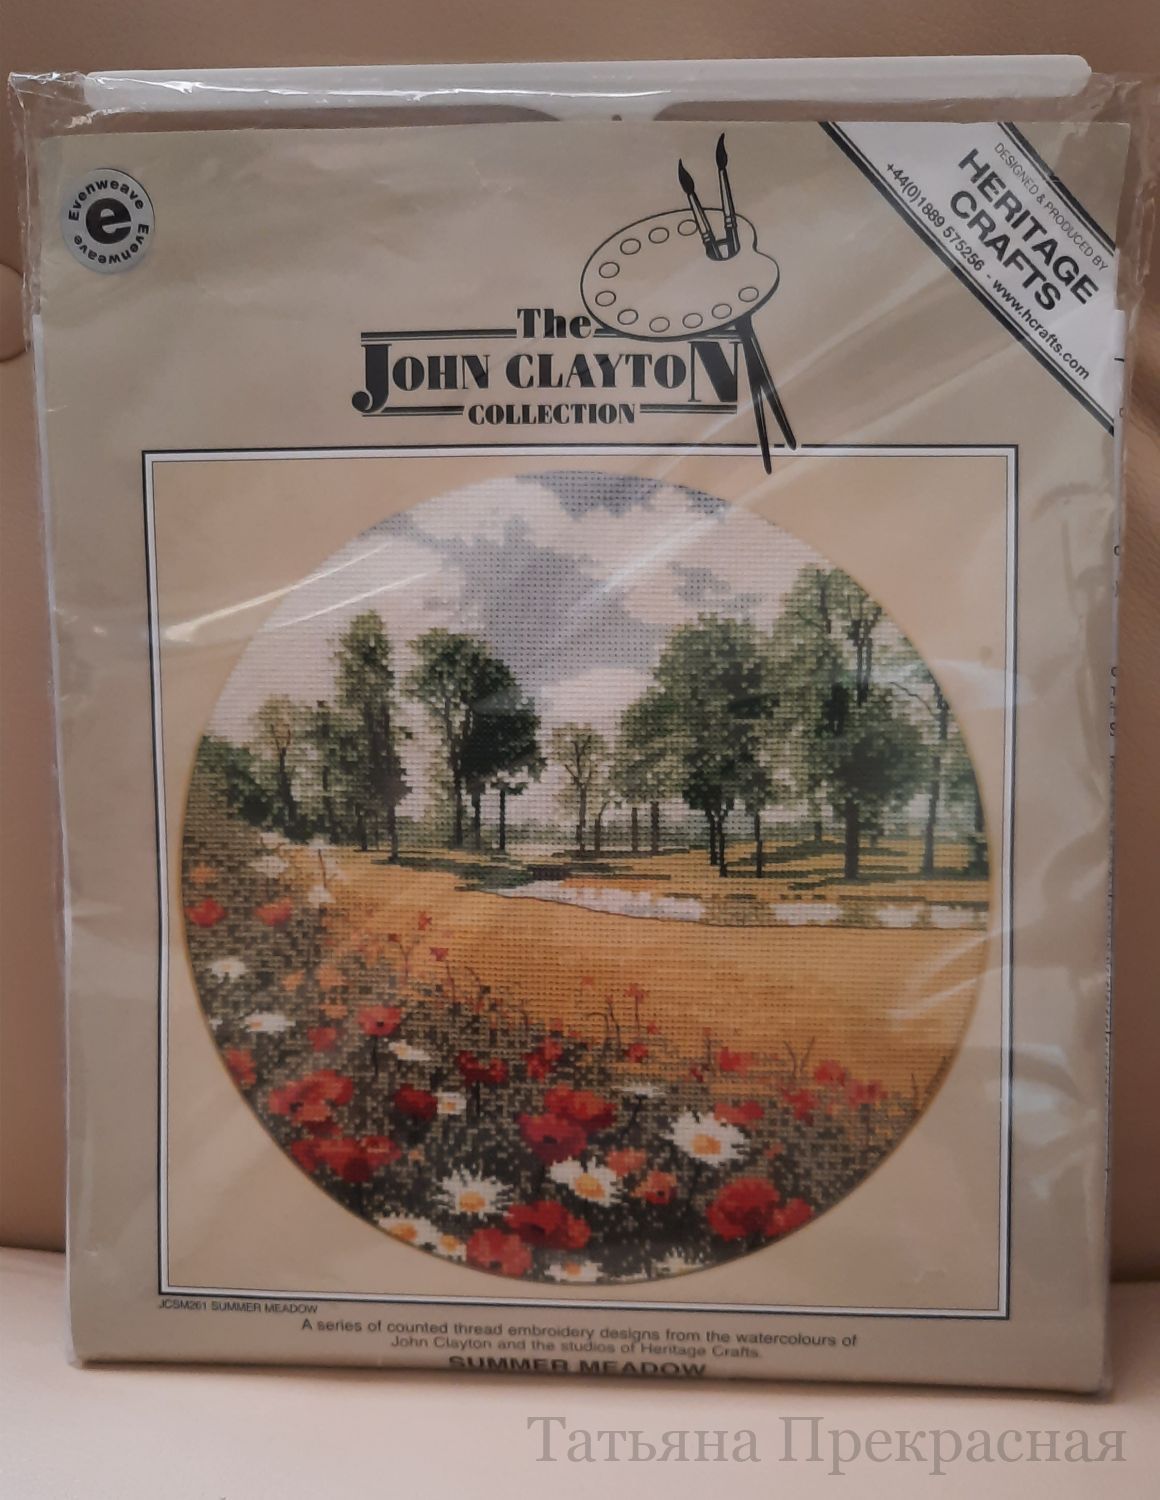 Evenweave Evenweave
e
DESIGNED & PRODUCED BY
HERITAGE
CRAFTS
+44(0)1889 575256 - www.hcrafts.com
The
JOHN CLAYTON
COLLECTION
JCSM261 SUMMER MEADOW
A series of counted thread embroidery designs from the watercolours of
John Clayton and the studios of Heritage Crafts.
SUMMER MEADOW
Татьяна Прекрасная